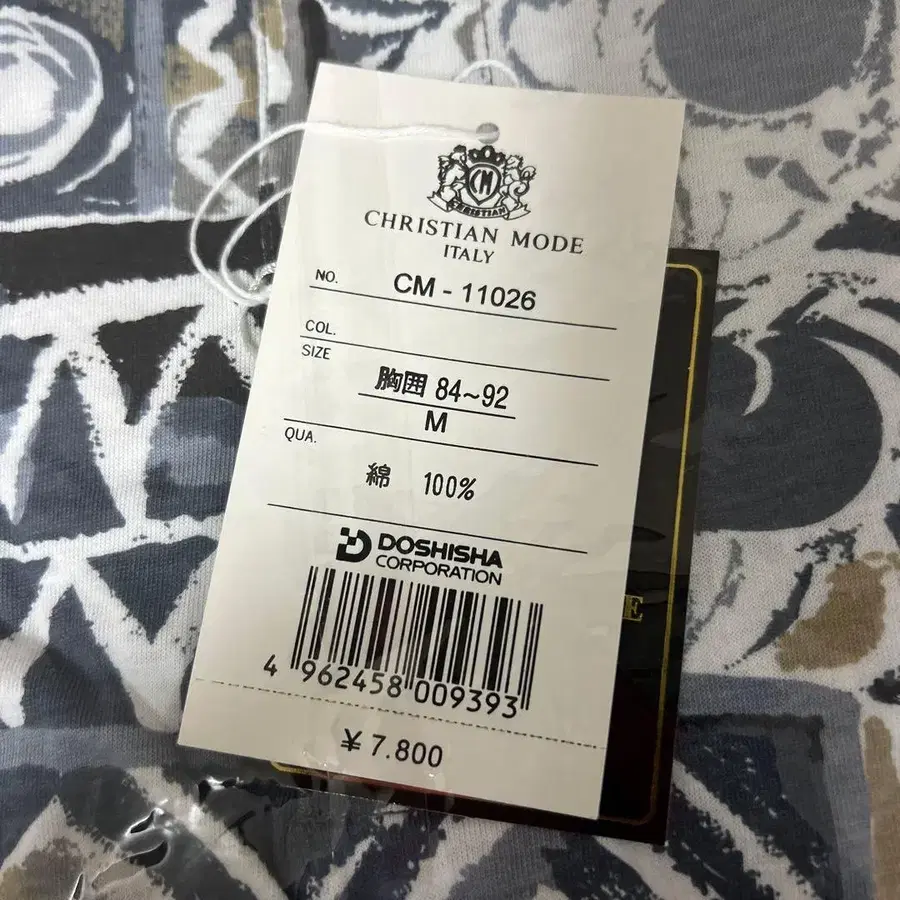 CM
CHRISTIAN
CHRISTIAN MODE
ITALY
NO. CM - 11026
COL.
SIZE
胸囲 84~92
M
QUA.
綿 100%
DOSHISHA
CORPORATION
4 962458 009393
¥7.800
E